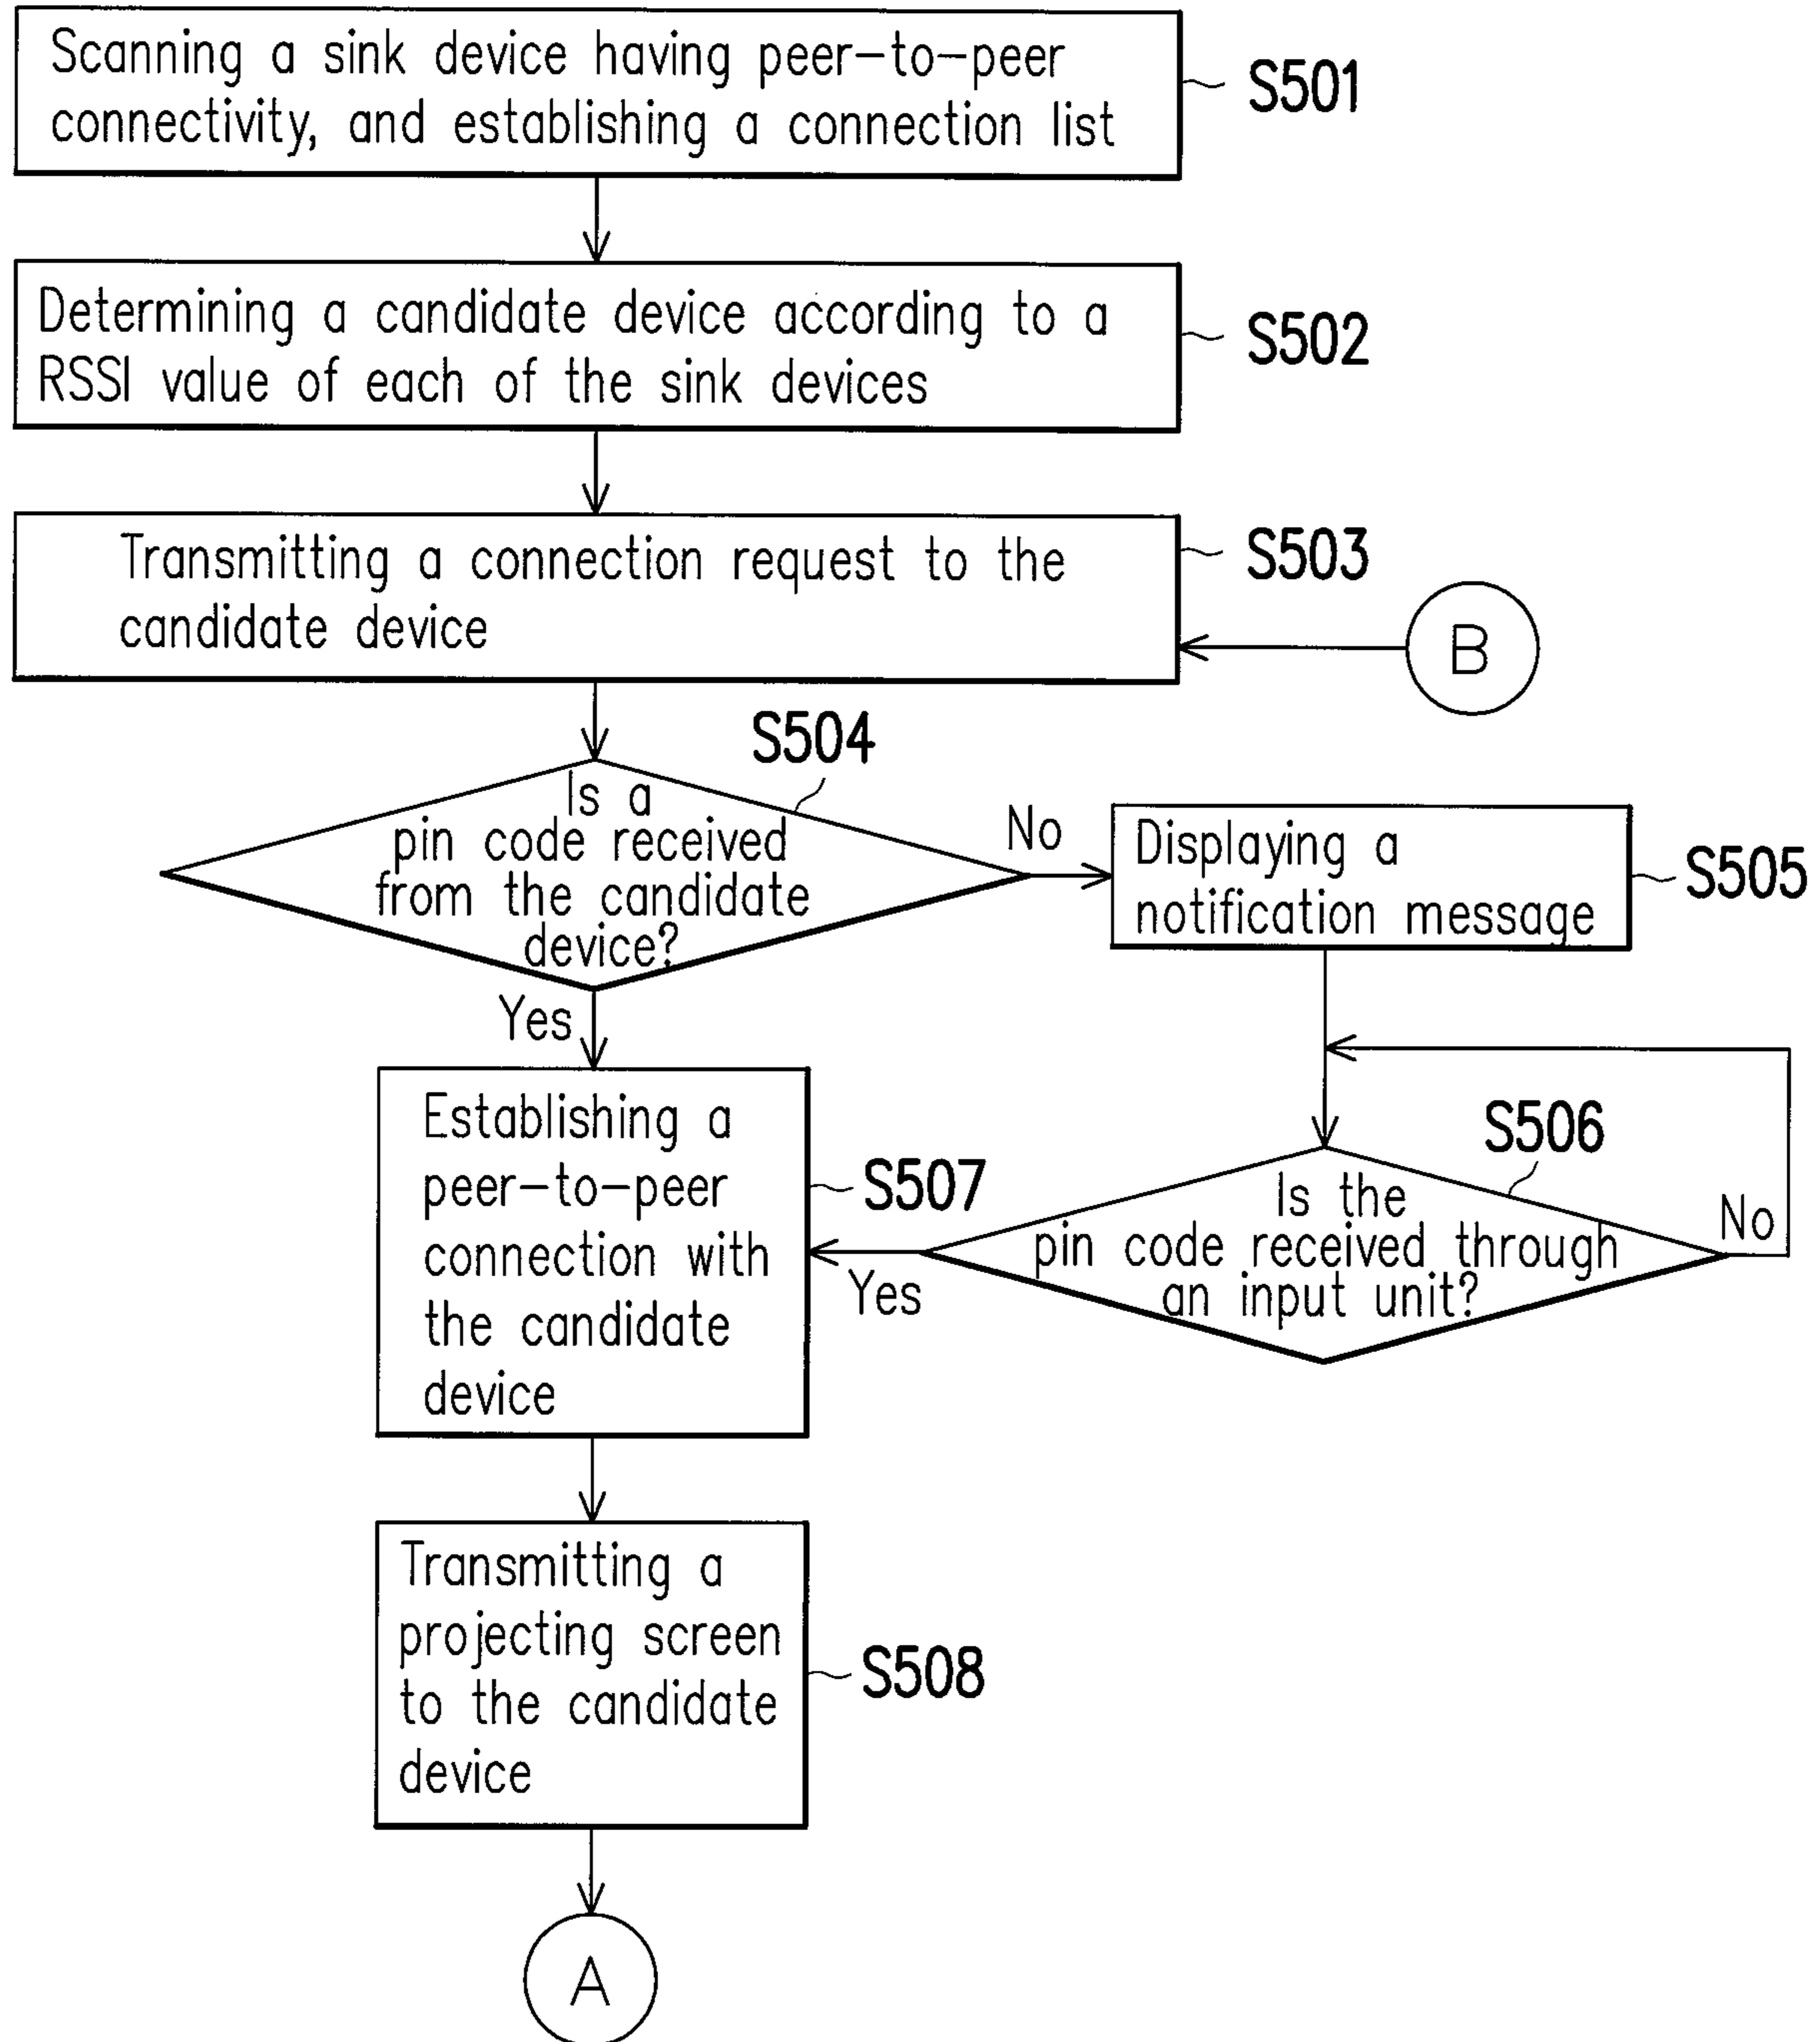 Scanning a sink device having peer-to-peer
connectivity, and establishing a connection list
S501
Determining a candidate device according to a
RSSI value of each of the sink devices
S502
Transmitting a connection request to the
candidate device
S503
B
S504
Is a
pin code received
from the candidate
device?
No
Displaying a
notification message
S505
Yes
Establishing a
peer-to-peer
connection with
the candidate
device
S507
S506
Is the
pin code received through
an input unit?
No
Yes
Transmitting a
projecting screen
to the candidate
device
S508
A